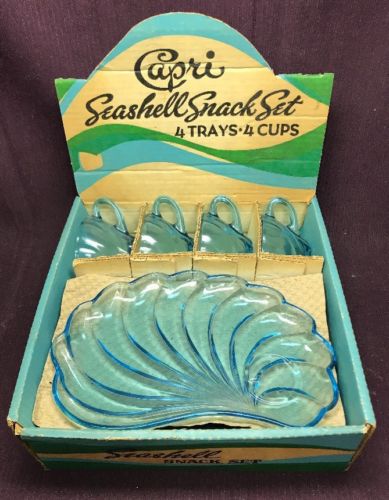 Capri
Seashell Snack Set
4 TRAYS · 4 CUPS
Seashell
SNACK SET